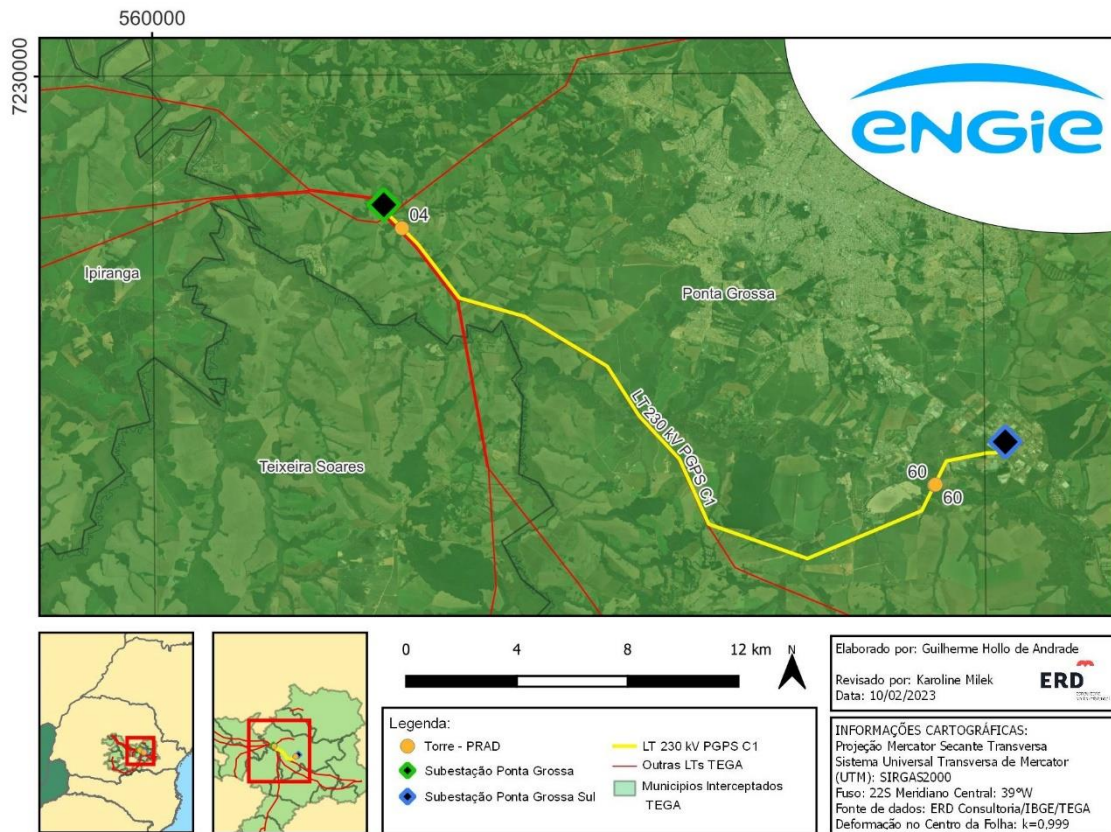 560000
7230000
ENGIE
04
Ipiranga
Ponta Grossa
LT 230 kV PGPS C1
Teixeira Soares
60
60
0 4 8 12 km
N
Legenda:
Torre - PRAD
Subestação Ponta Grossa
Subestação Ponta Grossa Sul
LT 230 kV PGPS C1
Outras LTs TEGA
Municipios Interceptados
TEGA
Elaborado por: Guilherme Hollo de Andrade
Revisado por: Karoline Milek
Data: 10/02/2023
ERD
INFORMAÇÕES CARTOGRÁFICAS:
Projeção Mercator Secante Transversa
Sistema Universal Transversa de Mercator
(UTM): SIRGAS2000
Fuso: 22S Meridiano Central: 39°W
Fonte de dados: ERD Consultoria/IBGE/TEGA
Deformação no Centro da Folha: k=0,999